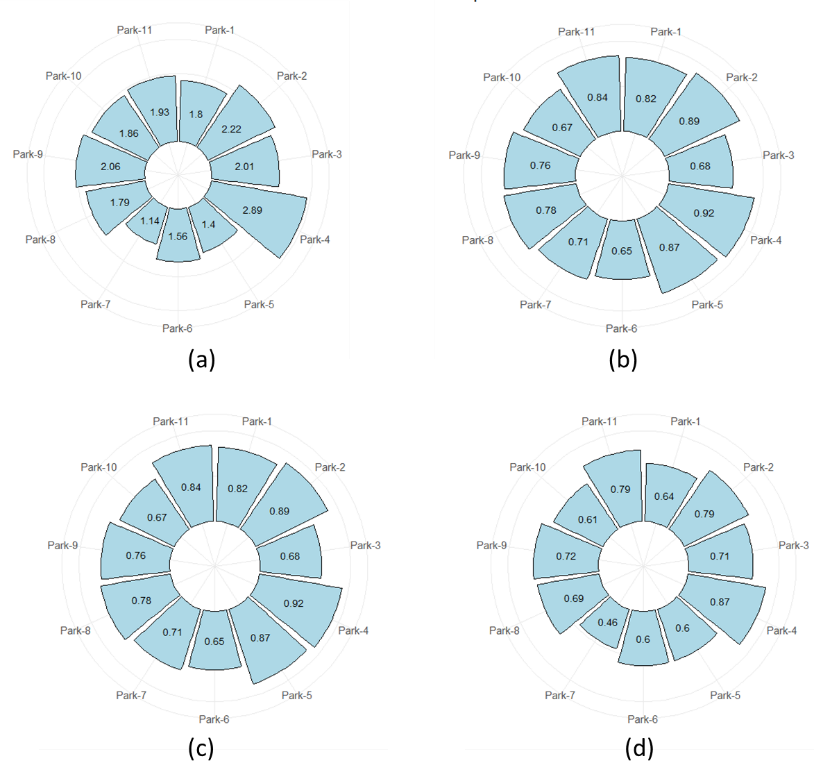 Park-11 Park-1
Park-10 Park-2
Park-9 Park-3
Park-8 Park-4
Park-7 Park-5
Park-6
1.93 1.8
1.86 2.22
2.06 2.01
1.79 2.89
1.14 1.56 1.4
(a)
Park-11 Park-1
Park-10 Park-2
Park-9 Park-3
Park-8 Park-4
Park-7 Park-5
Park-6
0.84 0.82
0.67 0.89
0.76 0.68
0.78 0.92
0.71 0.65 0.87
(b)
Park-11 Park-1
Park-10 Park-2
Park-9 Park-3
Park-8 Park-4
Park-7 Park-5
Park-6
0.84 0.82
0.67 0.89
0.76 0.68
0.78 0.92
0.71 0.65 0.87
(c)
Park-11 Park-1
Park-10 Park-2
Park-9 Park-3
Park-8 Park-4
Park-7 Park-5
Park-6
0.79 0.64
0.61 0.79
0.72 0.71
0.69 0.87
0.46 0.6 0.6
(d)